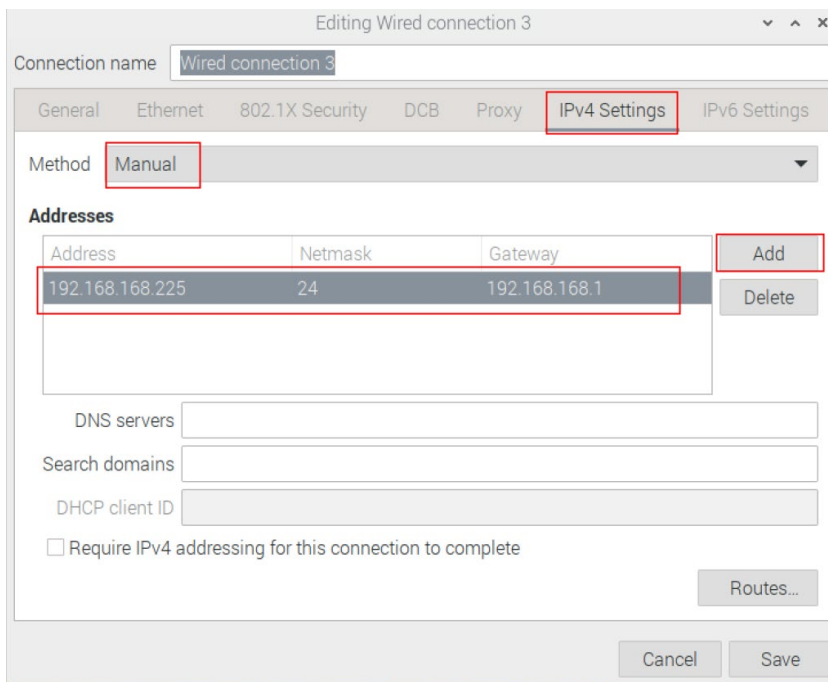 Editing Wired connection 3
Connection name Wired connection 3
General Ethernet 802.1X Security DCB Proxy IPv4 Settings IPv6 Settings
Method Manual
Addresses
Address Netmask Gateway
192.168.168.225 24 192.168.168.1
Add
Delete
DNS servers
Search domains
DHCP client ID
Require IPv4 addressing for this connection to complete
Routes...
Cancel Save